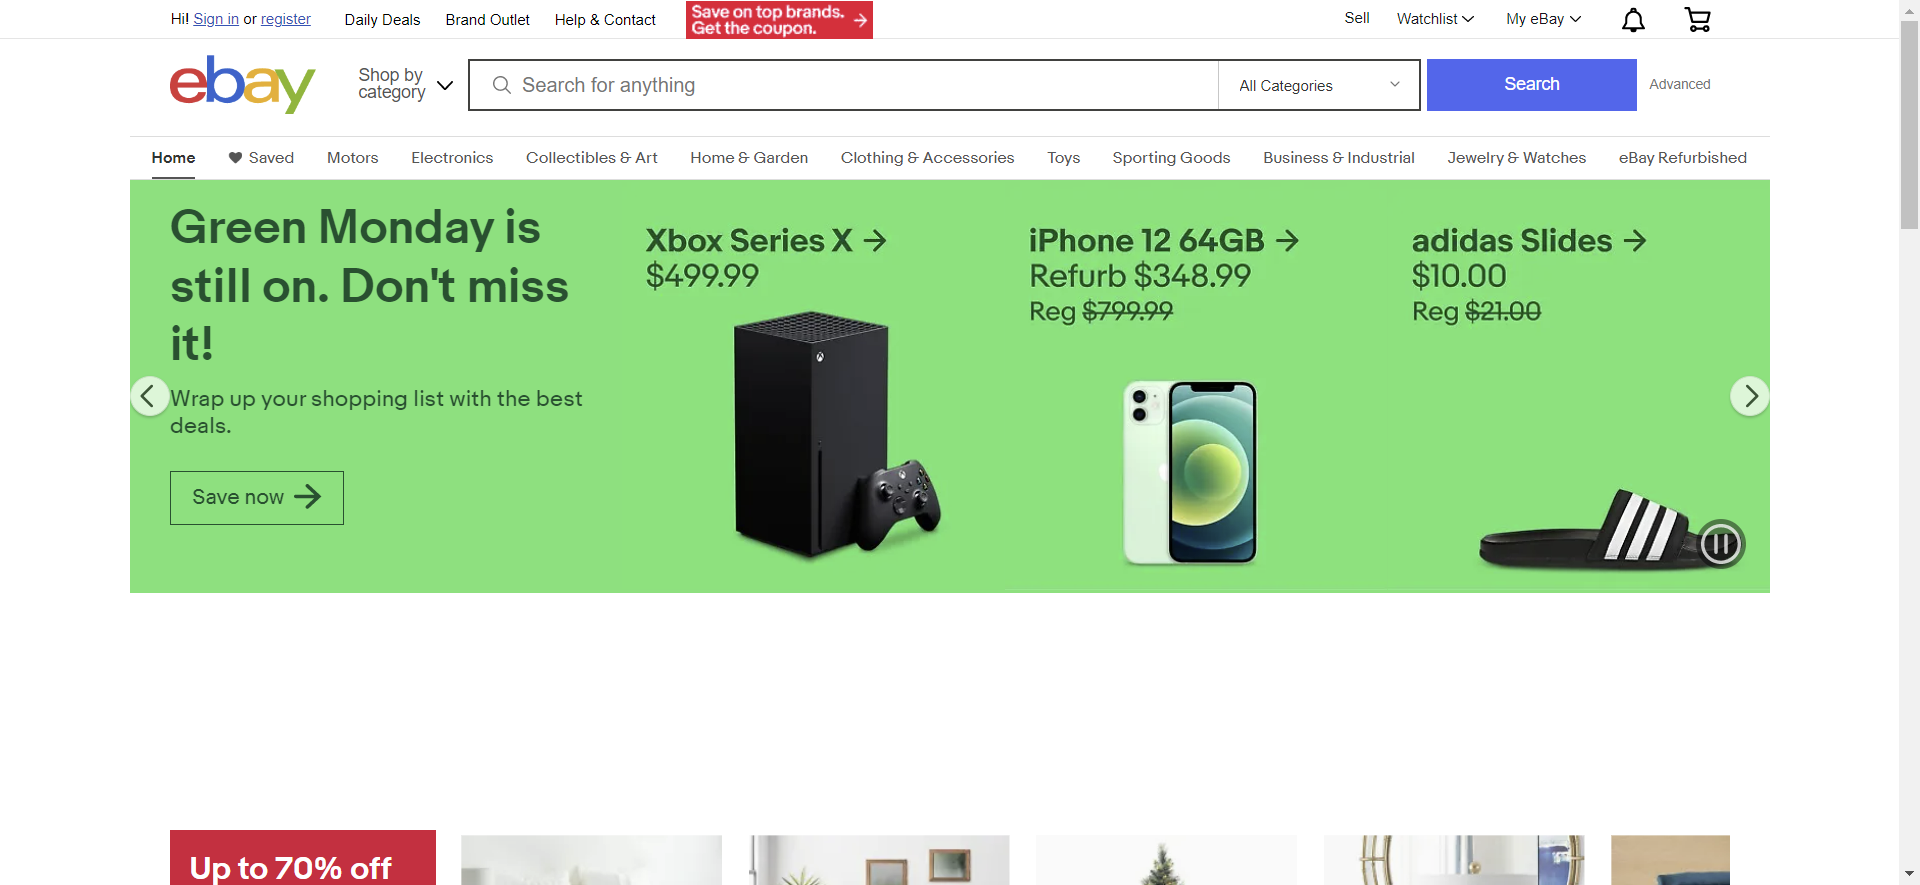 Hi! Sign in or register
Daily Deals
Brand Outlet
Help & Contact
Save on top brands.
Get the coupon.
Sell
Watchlist
My eBay
ebay
Shop by
category
Search for anything
All Categories
Search
Advanced
Home
Saved
Motors
Electronics
Collectibles & Art
Home & Garden
Clothing & Accessories
Toys
Sporting Goods
Business & Industrial
Jewelry & Watches
eBay Refurbished
Green Monday is
still on. Don't miss
it!
Wrap up your shopping list with the best
deals.
Save now
Xbox Series X
$499.99
iPhone 12 64GB
Refurb $348.99
Reg $799.99
adidas Slides
$10.00
Reg $21.00
Up to 70% off